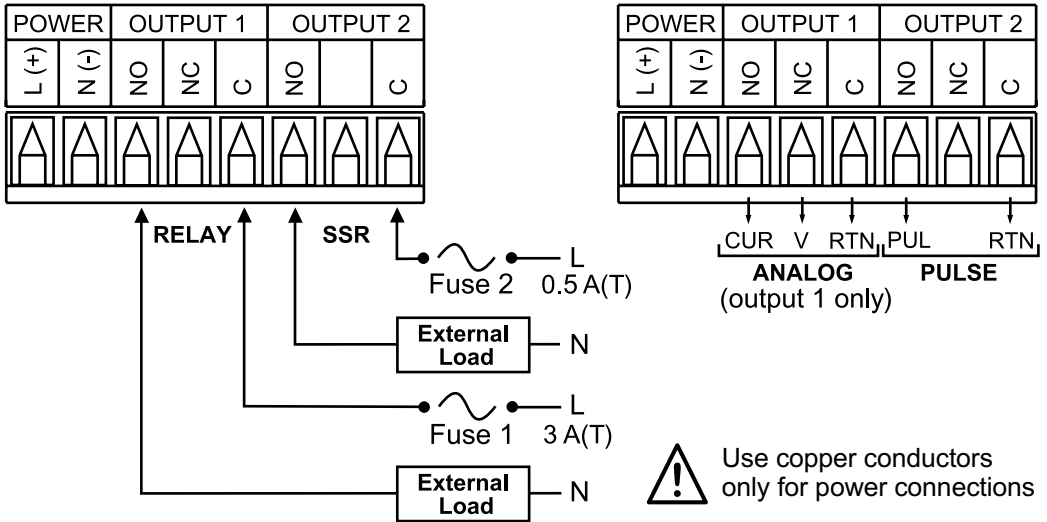 POWER OUTPUT 1 OUTPUT 2
L (+) N (-) NO NC C NO C
RELAY SSR
L
Fuse 2 0.5 A(T)
External
Load
N
L
Fuse 1 3 A(T)
External
Load
N
POWER OUTPUT 1 OUTPUT 2
L (+) N (-) NO NC C NO NC C
CUR V RTN PUL RTN
ANALOG PULSE
(output 1 only)
Use copper conductors
only for power connections